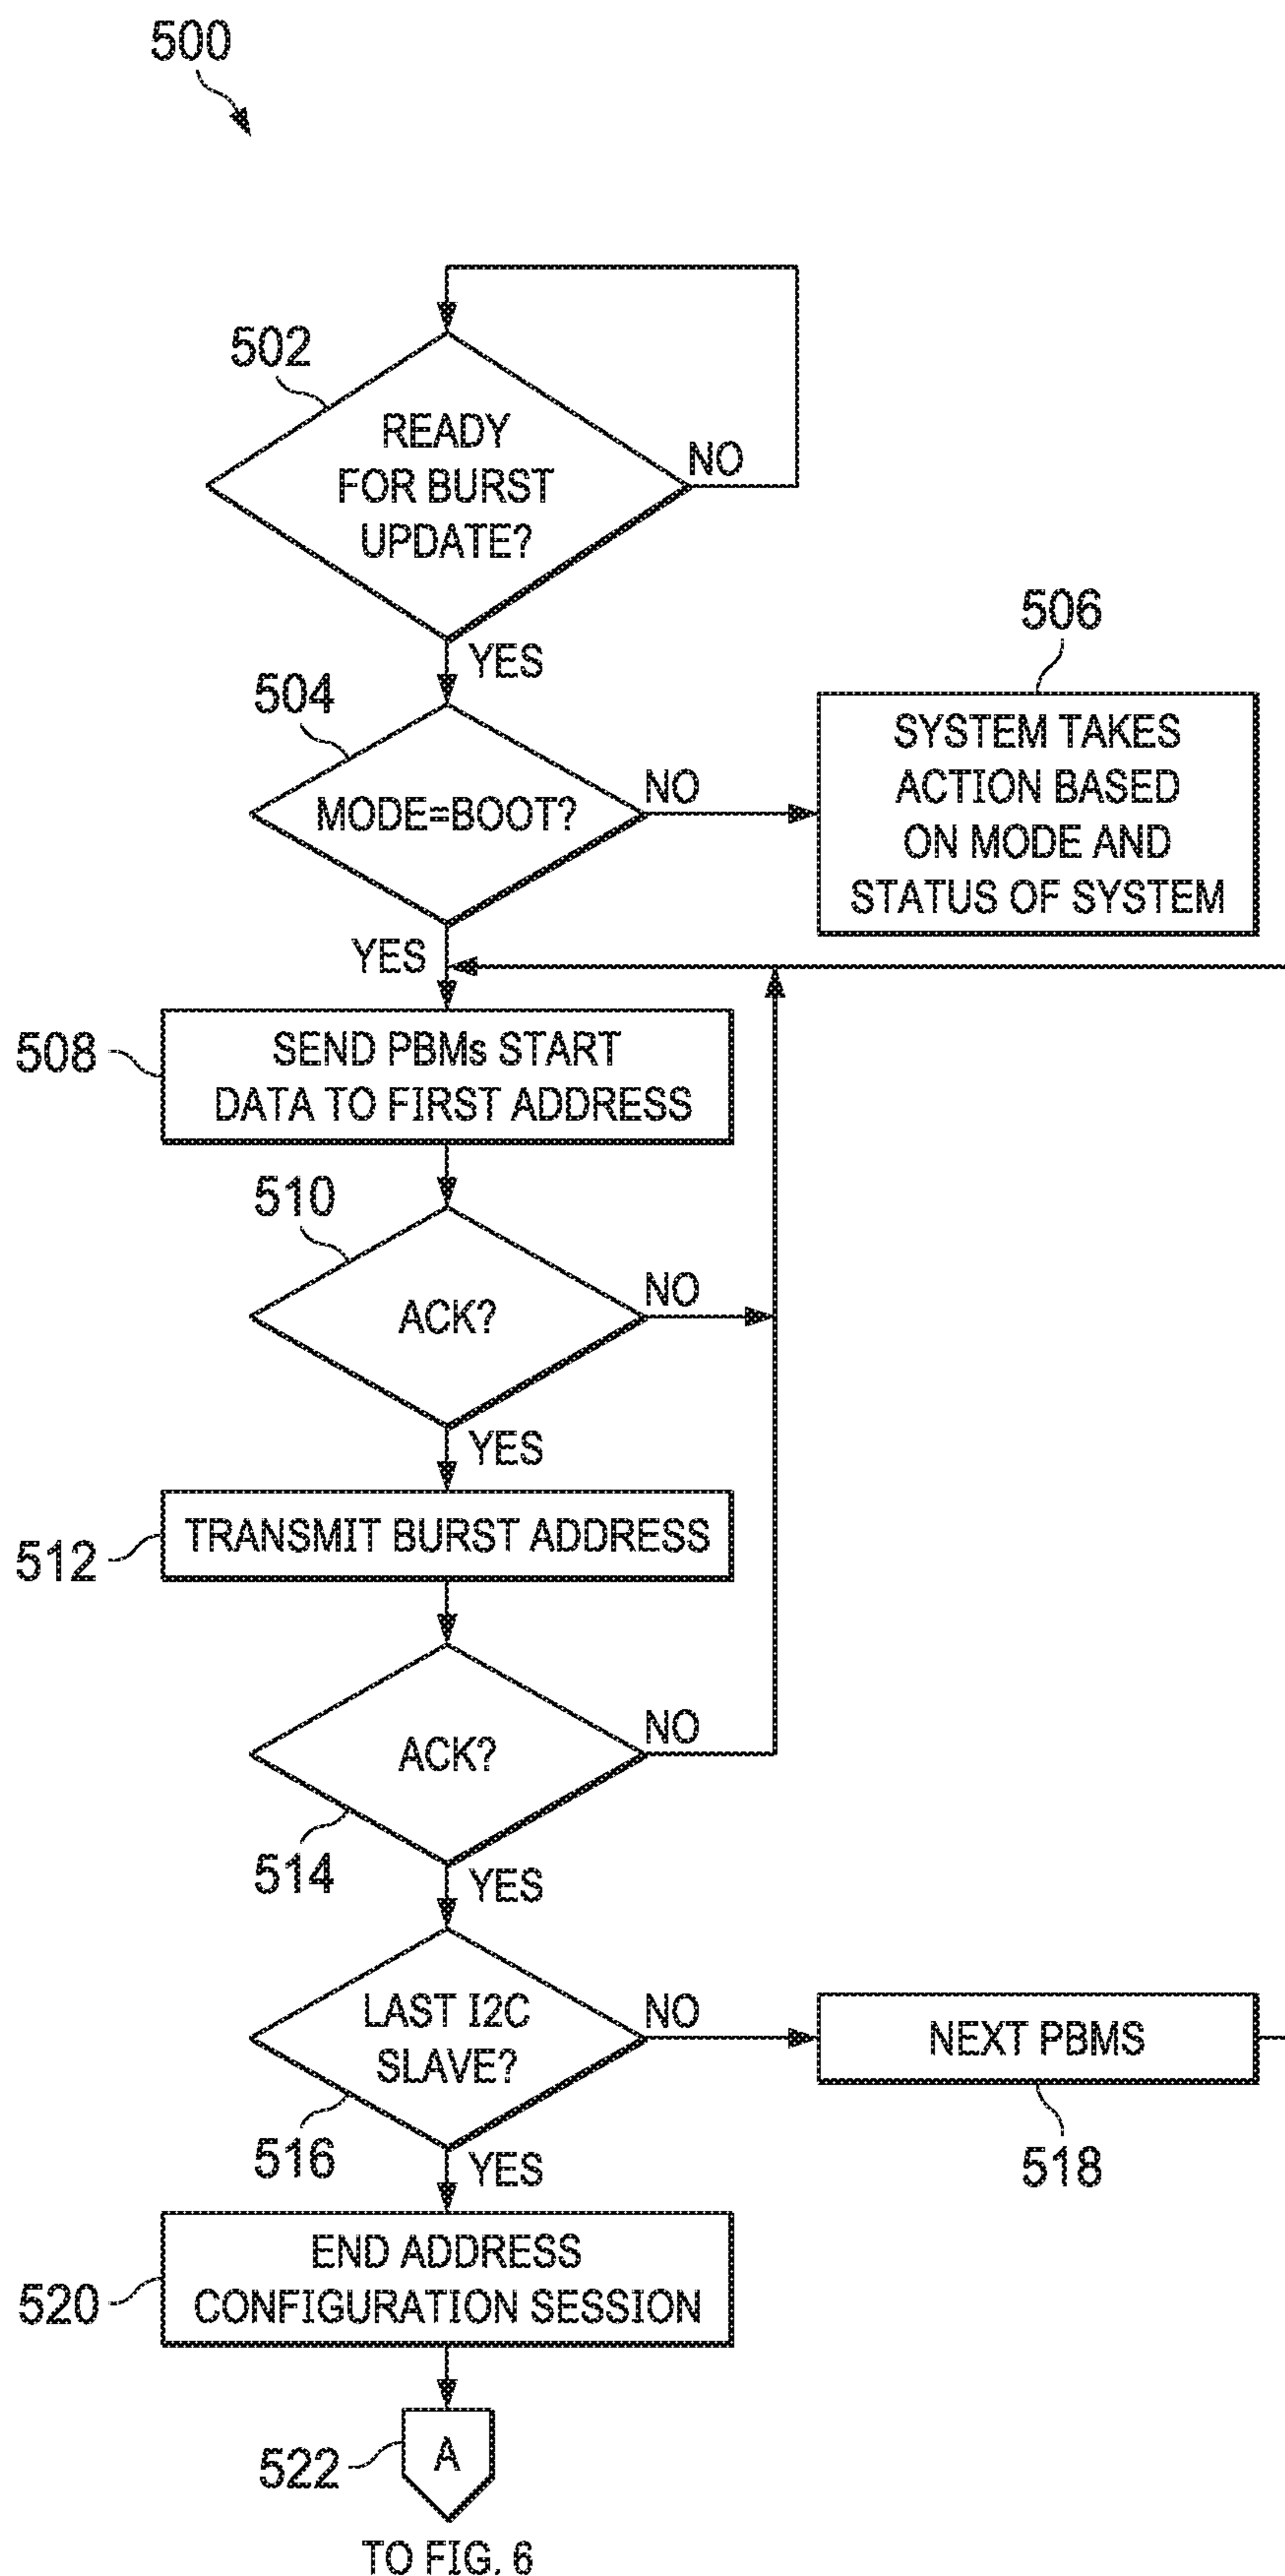 500
502
READY
FOR BURST
UPDATE?
NO
YES
504
MODE=BOOT?
NO
506
SYSTEM TAKES
ACTION BASED
ON MODE AND
STATUS OF SYSTEM
YES
508
SEND PBMs START
DATA TO FIRST ADDRESS
510
ACK?
NO
YES
512
TRANSMIT BURST ADDRESS
ACK?
NO
514
YES
LAST I2C
SLAVE?
NO
NEXT PBMS
516
518
YES
END ADDRESS
CONFIGURATION SESSION
520
522
A
TO FIG. 6